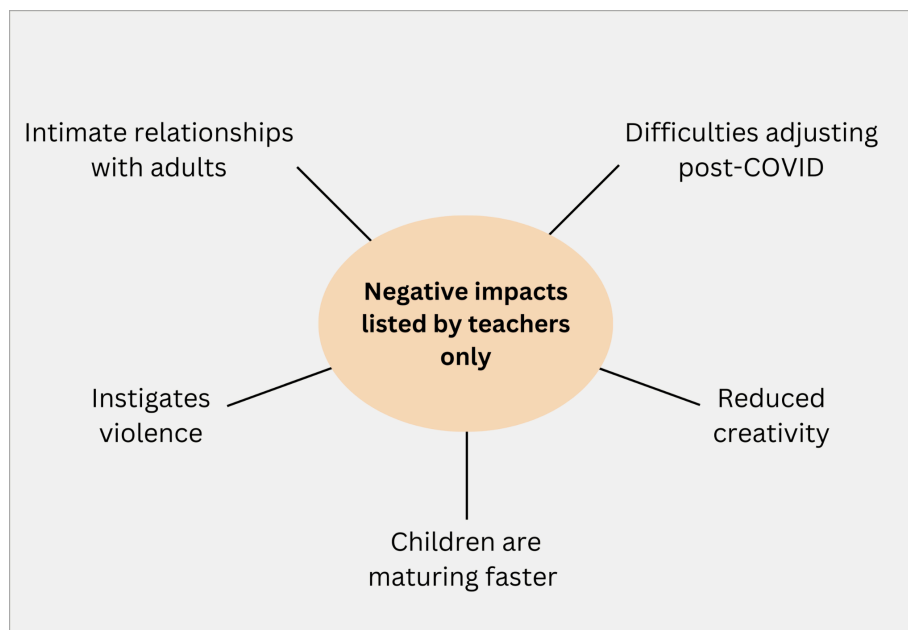 Intimate relationships
with adults
Difficulties adjusting
post-COVID
Negative impacts
listed by teachers
only
Instigates
violence
Reduced
creativity
Children are
maturing faster